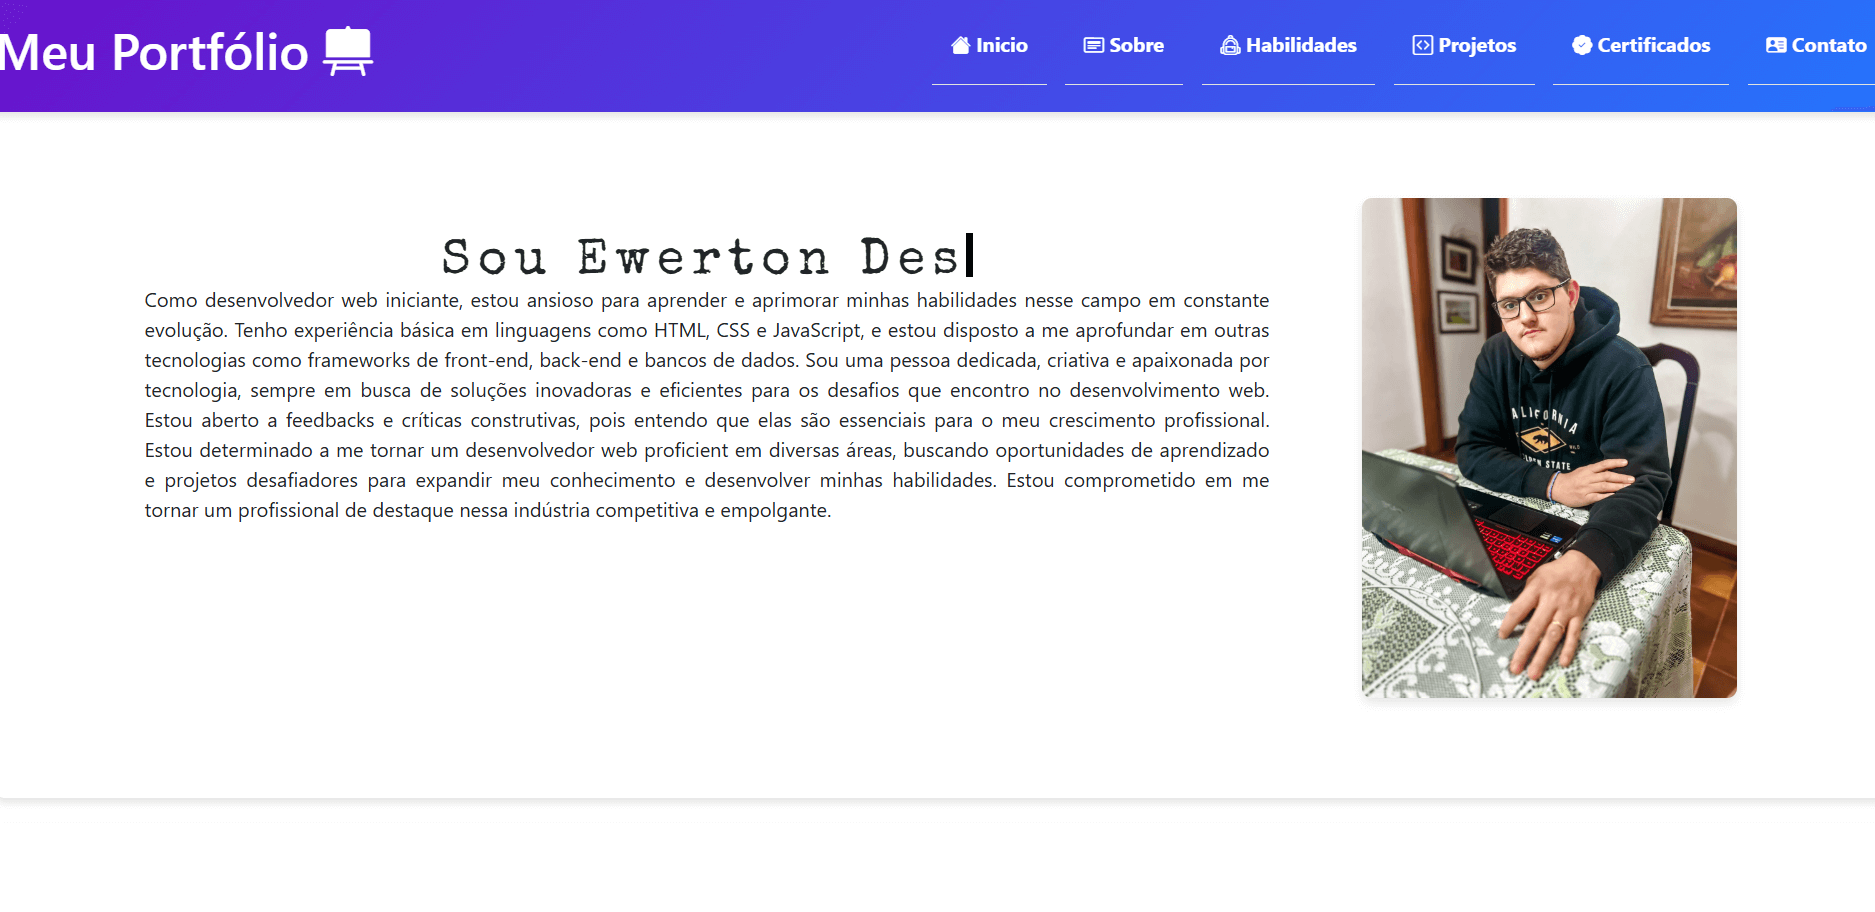 Meu Portfólio
Inicio Sobre Habilidades Projetos Certificados Contato
Sou Ewerton Des
Como desenvolvedor web iniciante, estou ansioso para aprender e aprimorar minhas habilidades nesse campo em constante
evolução. Tenho experiência básica em linguagens como HTML, CSS e JavaScript, e estou disposto a me aprofundar em outras
tecnologias como frameworks de front-end, back-end e bancos de dados. Sou uma pessoa dedicada, criativa e apaixonada por
tecnologia, sempre em busca de soluções inovadoras e eficientes para os desafios que encontro no desenvolvimento web.
Estou aberto a feedbacks e críticas construtivas, pois entendo que elas são essenciais para o meu crescimento profissional.
Estou determinado a me tornar um desenvolvedor web proficient em diversas áreas, buscando oportunidades de aprendizado
e projetos desafiadores para expandir meu conhecimento e desenvolver minhas habilidades. Estou comprometido em me
tornar um profissional de destaque nessa indústria competitiva e empolgante.
ALIFORNIA
STATE